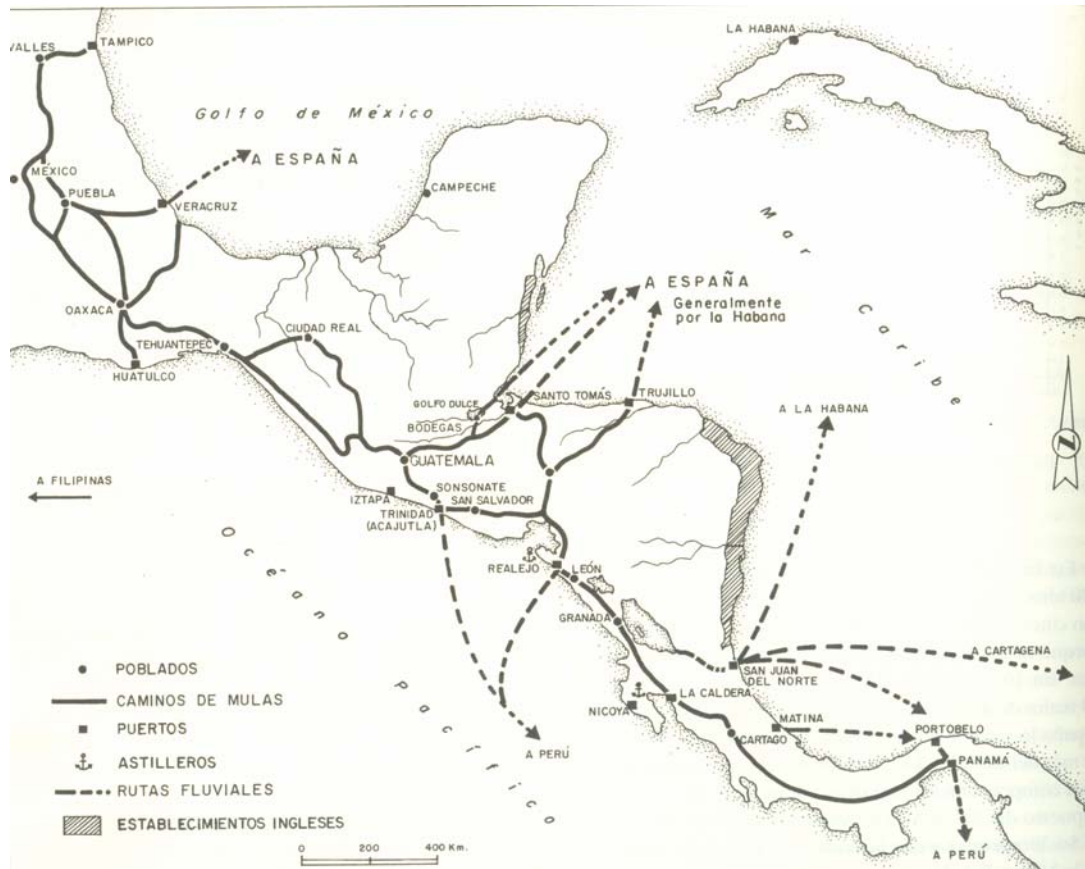 LA HABANA
VALLES
TAMPICO
Golfo de México
A ESPAÑA
MÉXICO
PUEBLA
VERACRUZ
CAMPECHE
Mar Caribe
A ESPAÑA
Generalmente
por la Habana
OAXACA
CIUDAD REAL
TEHUANTEPEC
HUATULCO
GOLFO DULCE
SANTO TOMÁS
TRUJILLO
BODEGAS
A LA HABANA
GUATEMALA
N
A FILIPINAS
SONSONATE
IZTAPA
SAN SALVADOR
TRINIDAD
(ACAJUTLA)
Océano Pacífico
REALEJO
LEÓN
GRANADA
A CARTAGENA
SAN JUAN
DEL NORTE
LA CALDERA
NICOYA
MATINA
CARTAGO
PORTOBELO
PANAMÁ
A PERÚ
A PERÚ
POBLADOS
CAMINOS DE MULAS
PUERTOS
ASTILLEROS
RUTAS FLUVIALES
ESTABLECIMIENTOS INGLESES
0 200 400 Km.